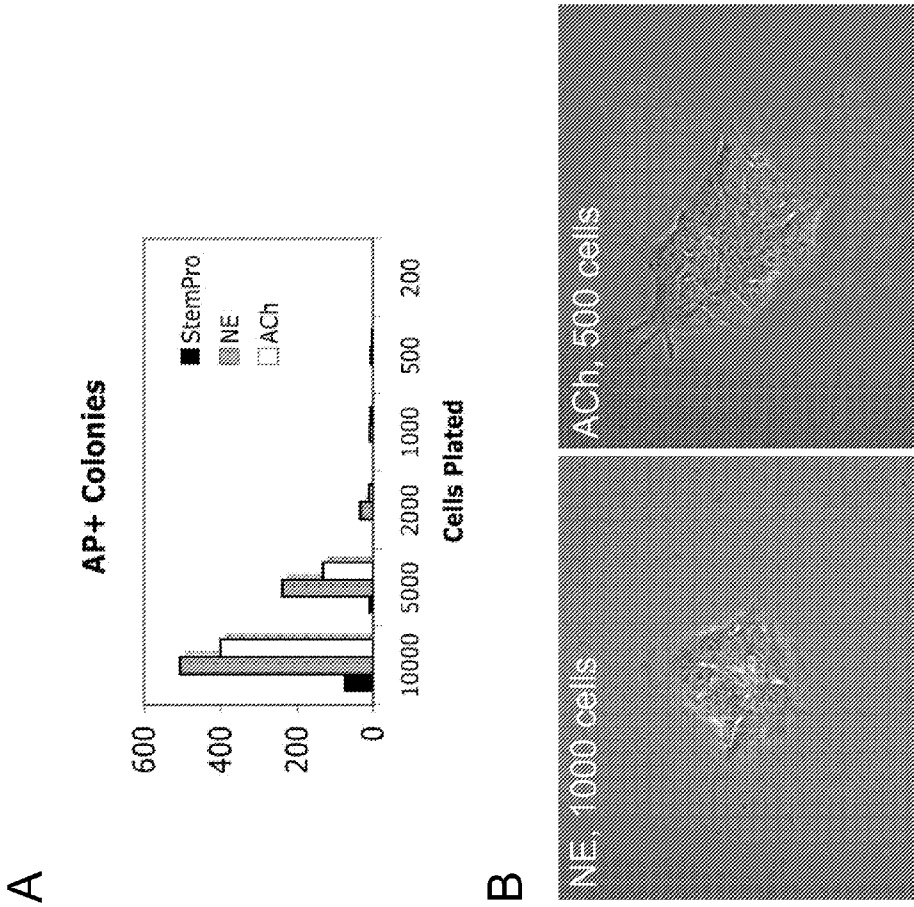 A
AP+ Colonies
600
400
200
0
StemPro
NE
ACh
10000 5000 2000 1000 500 200
Cells Plated
B
NE, 1000 cells
ACh, 500 cells